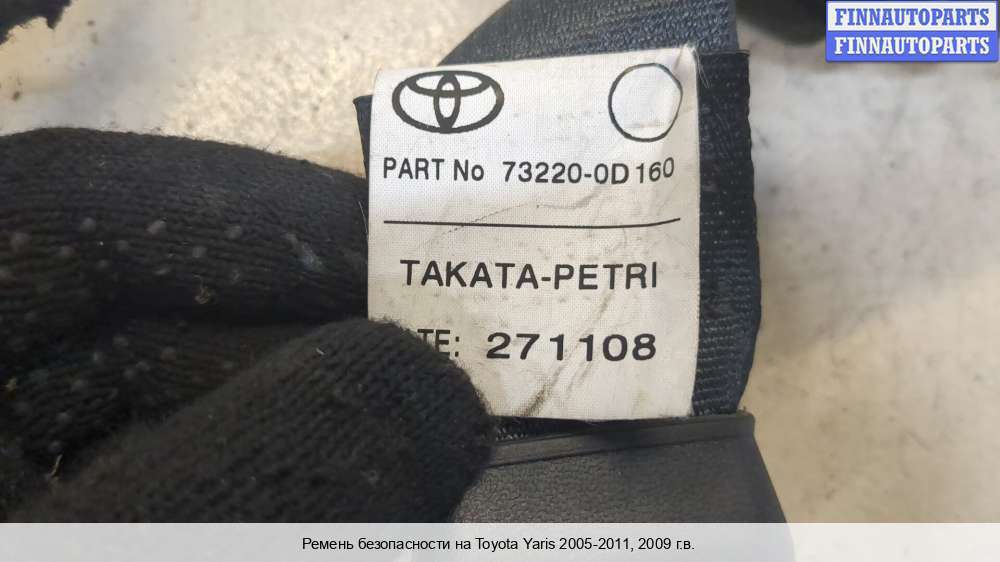 FINNAUTOPARTS
FINNAUTOPARTS
PART No 73220-0D160
TAKATA-PETRI
TE: 271108
Ремень безопасности на Toyota Yaris 2005-2011, 2009 г.в.